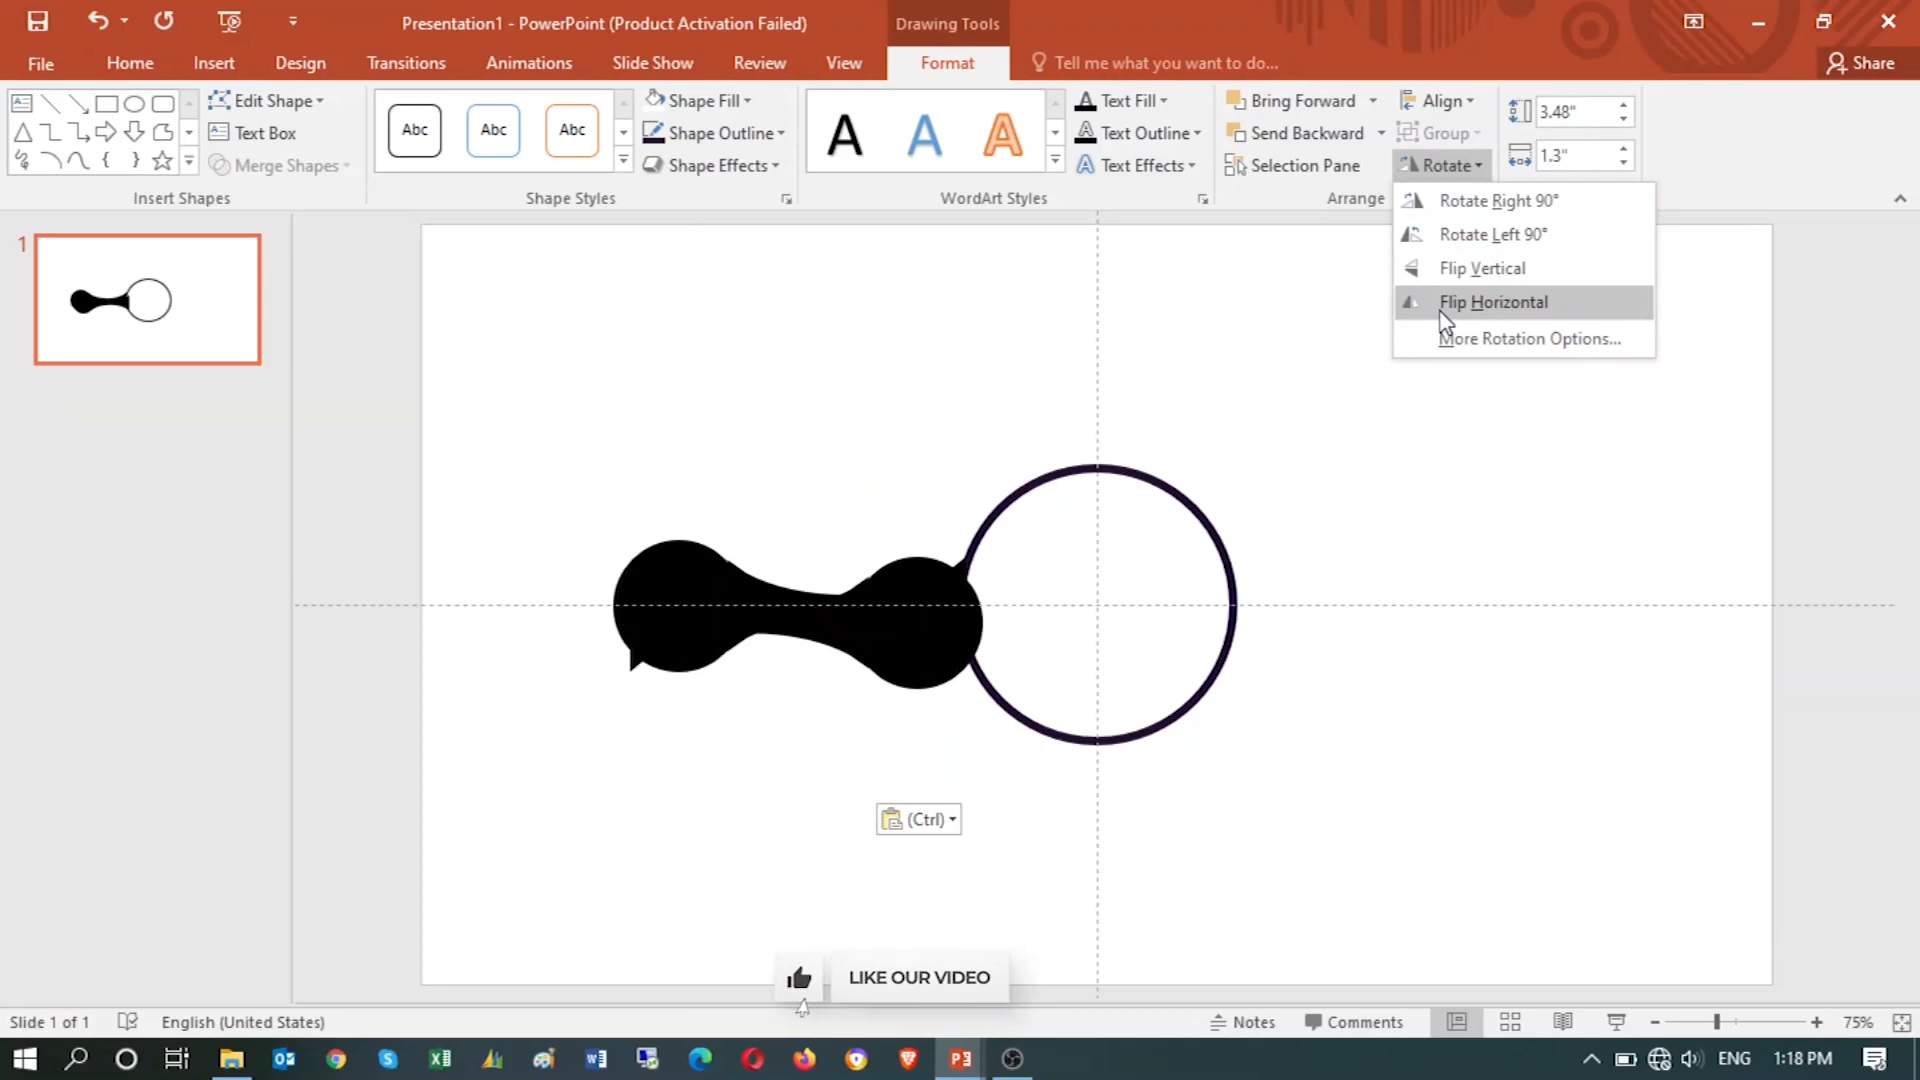 Presentation1 - PowerPoint (Product Activation Failed)
Drawing Tools
File
Home
Insert
Design
Transitions
Animations
Slide Show
Review
View
Format
Tell me what you want to do...
Share
Edit Shape
Text Box
Merge Shapes
Insert Shapes
Abc
Abc
Abc
Shape Fill
Shape Outline
Shape Effects
Shape Styles
A
A
A
Text Fill
Text Outline
Text Effects
WordArt Styles
Bring Forward
Send Backward
Selection Pane
Align
Group
Rotate
Arrange
3.48"
1.3"
Rotate Right 90°
Rotate Left 90°
Flip Vertical
Flip Horizontal
More Rotation Options...
1
(Ctrl)
LIKE OUR VIDEO
Slide 1 of 1
English (United States)
Notes
Comments
75%
ENG
1:18 PM